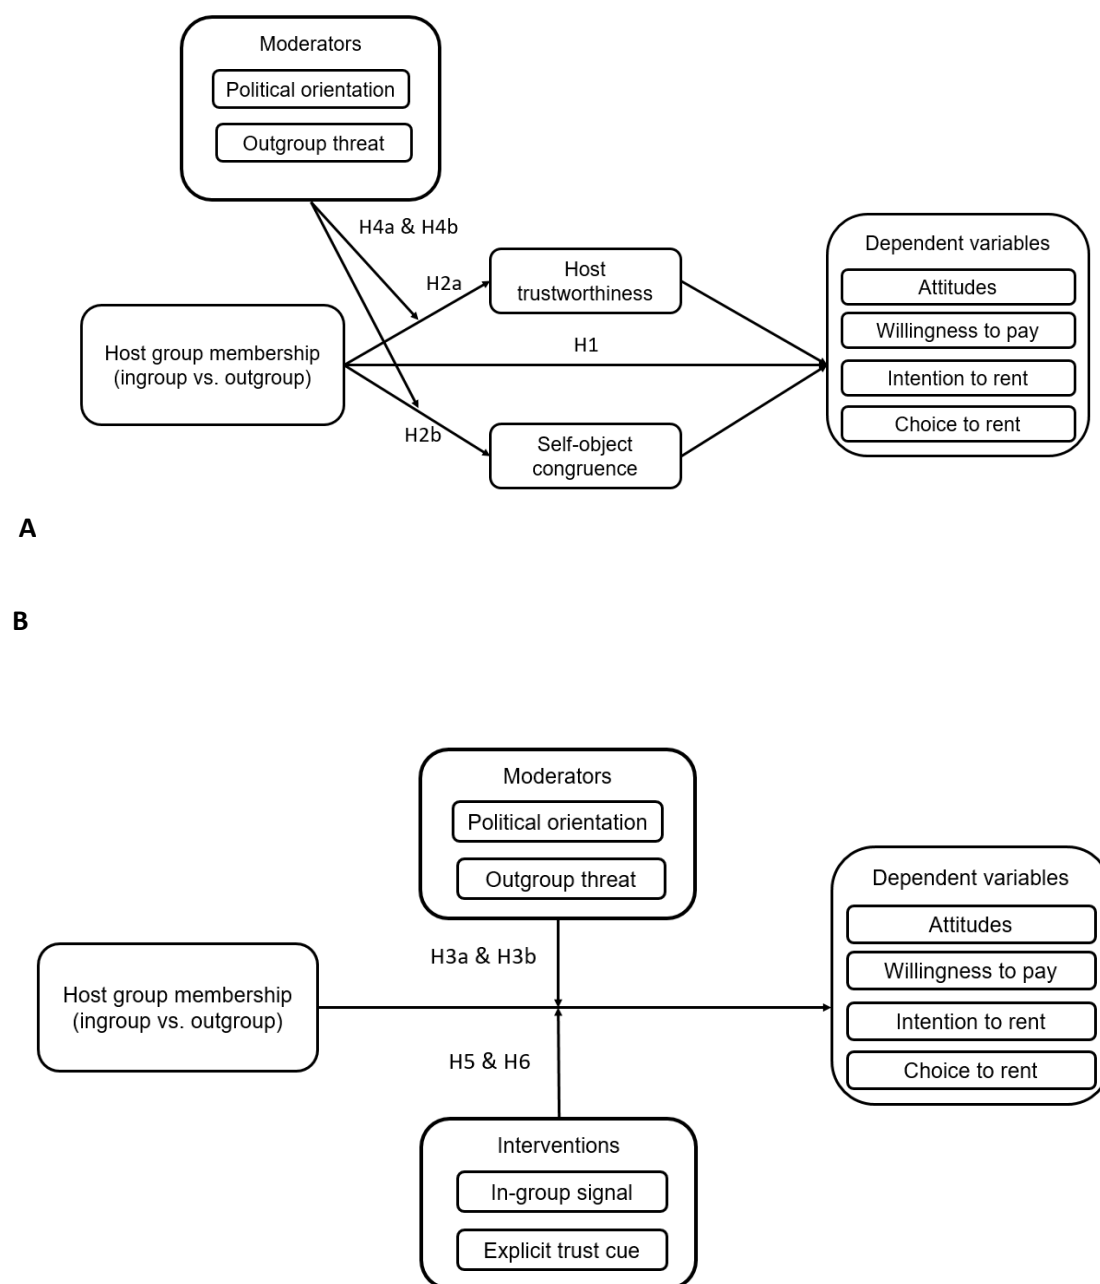 Moderators
Political orientation
Outgroup threat
H4a & H4b
H2a
Host
trustworthiness
Host group membership
(ingroup vs. outgroup)
H1
H2b
Self-object
congruence
Dependent variables
Attitudes
Willingness to pay
Intention to rent
Choice to rent
A
B
Moderators
Political orientation
Outgroup threat
H3a & H3b
Host group membership
(ingroup vs. outgroup)
H5 & H6
Interventions
In-group signal
Explicit trust cue
Dependent variables
Attitudes
Willingness to pay
Intention to rent
Choice to rent